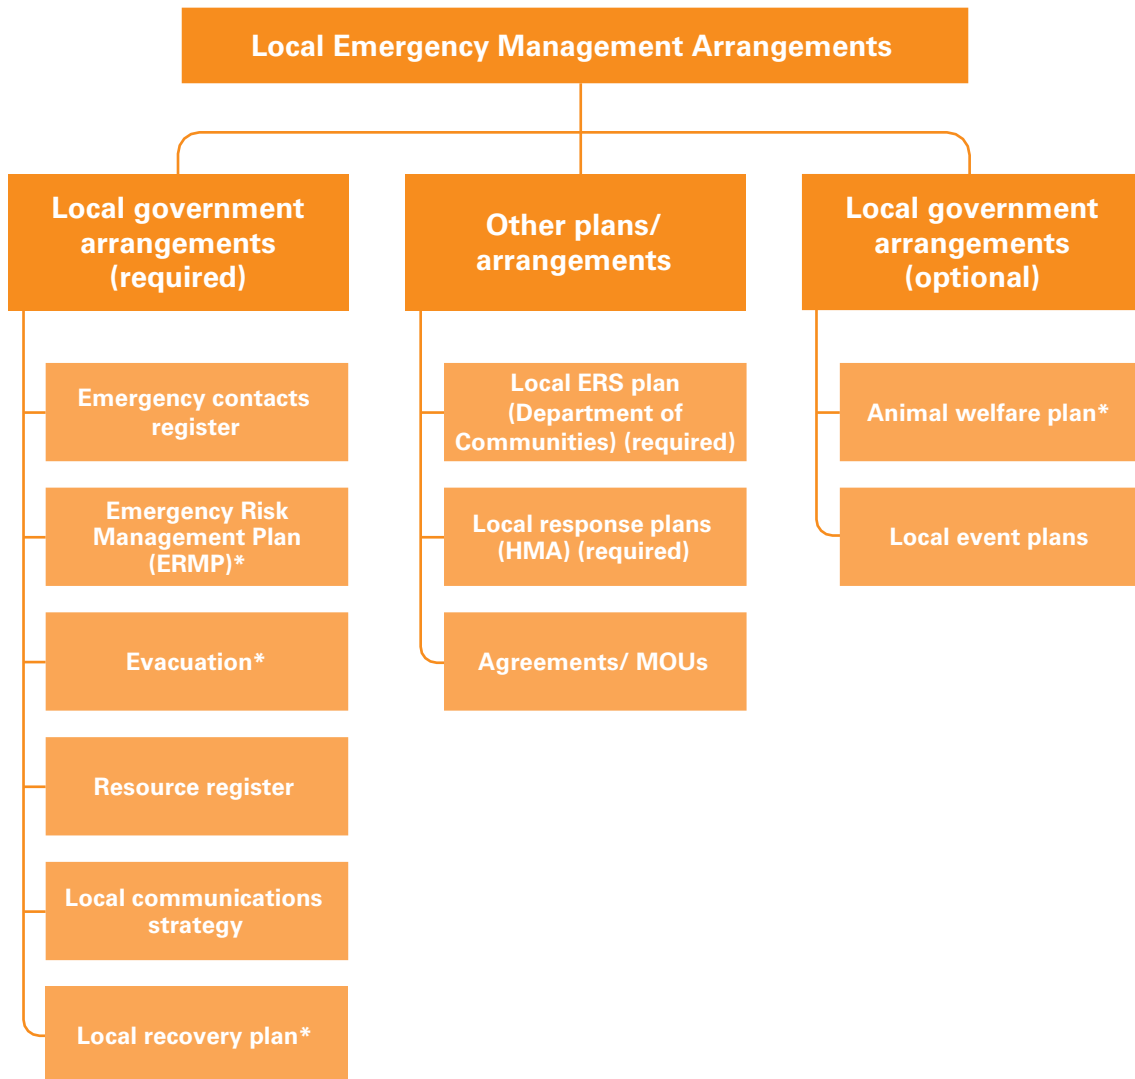 Local Emergency Management Arrangements
Local government
arrangements
(required)
Emergency contacts
register
Emergency Risk
Management Plan
(ERMP)*
Evacuation*
Resource register
Local communications
strategy
Local recovery plan*
Other plans/
arrangements
Local ERS plan
(Department of
Communities) (required)
Local response plans
(HMA) (required)
Agreements/ MOUs
Local government
arrangements
(optional)
Animal welfare plan*
Local event plans